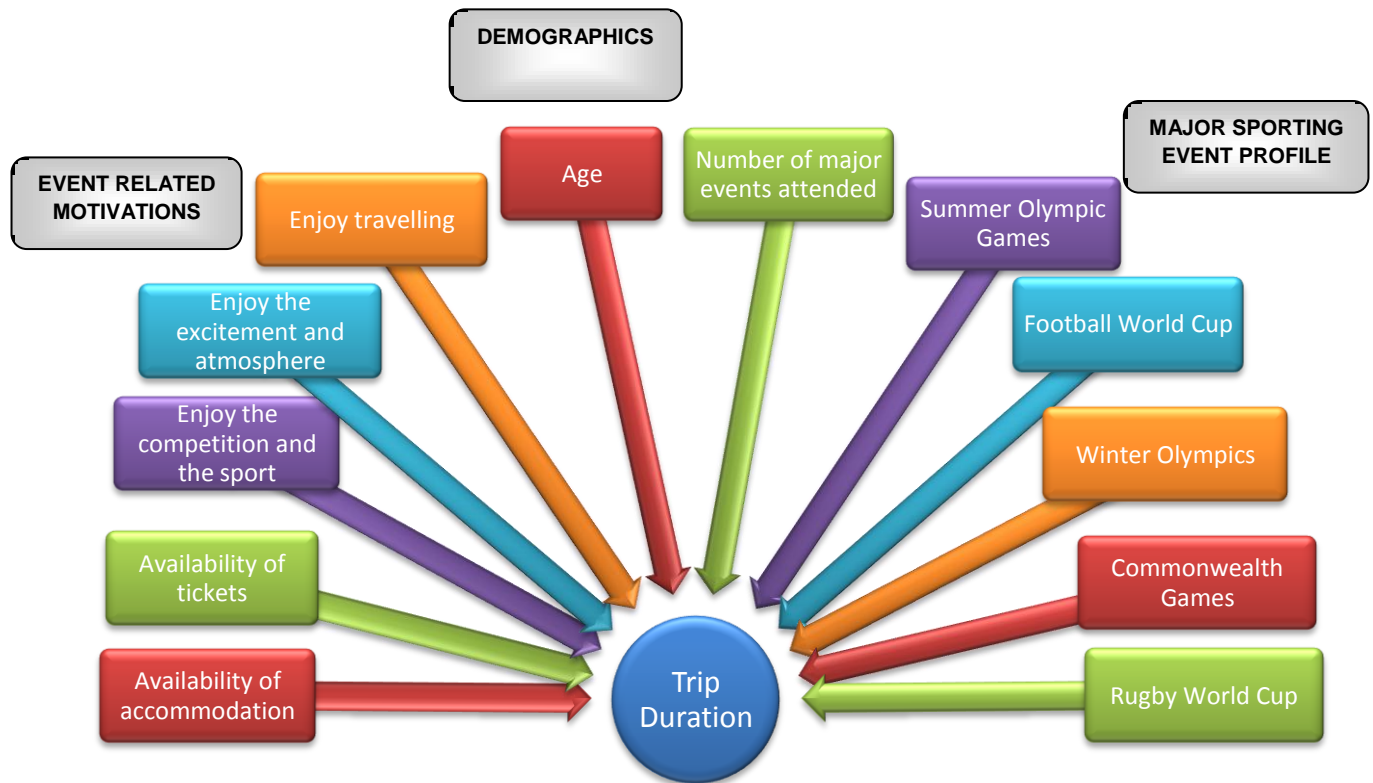 DEMOGRAPHICS
MAJOR SPORTING
EVENT PROFILE
EVENT RELATED
MOTIVATIONS
Age
Number of major
events attended
Enjoy travelling
Summer Olympic
Games
Enjoy the
excitement and
atmosphere
Football World Cup
Enjoy the
competition and
the sport
Winter Olympics
Availability of
tickets
Commonwealth
Games
Availability of
accommodation
Trip
Duration
Rugby World Cup